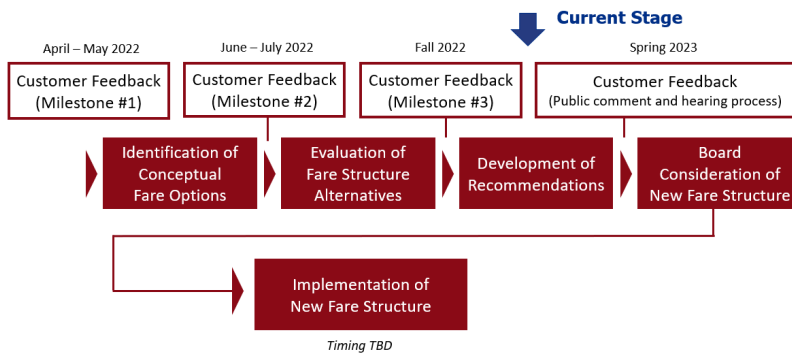 Current Stage
April – May 2022
June – July 2022
Fall 2022
Spring 2023
Customer Feedback
(Milestone #1)
Customer Feedback
(Milestone #2)
Customer Feedback
(Milestone #3)
Customer Feedback
(Public comment and hearing process)
Identification of
Conceptual
Fare Options
Evaluation of
Fare Structure
Alternatives
Development of
Recommendations
Board
Consideration of
New Fare Structure
Implementation of
New Fare Structure
Timing TBD